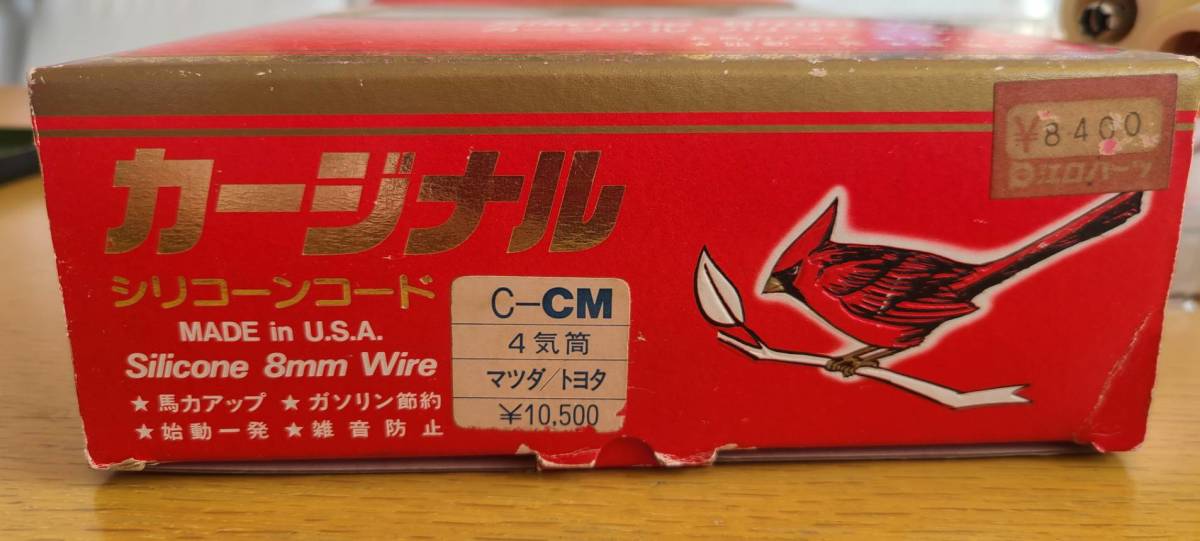 ¥8400
カージナル
シリコーンコード
MADE in U.S.A.
Silicone 8mm Wire
★馬力アップ ★ガソリン節約
★始動一発 ★雑音防止
C-CM
4気筒
マツダ/トヨタ
¥10,500